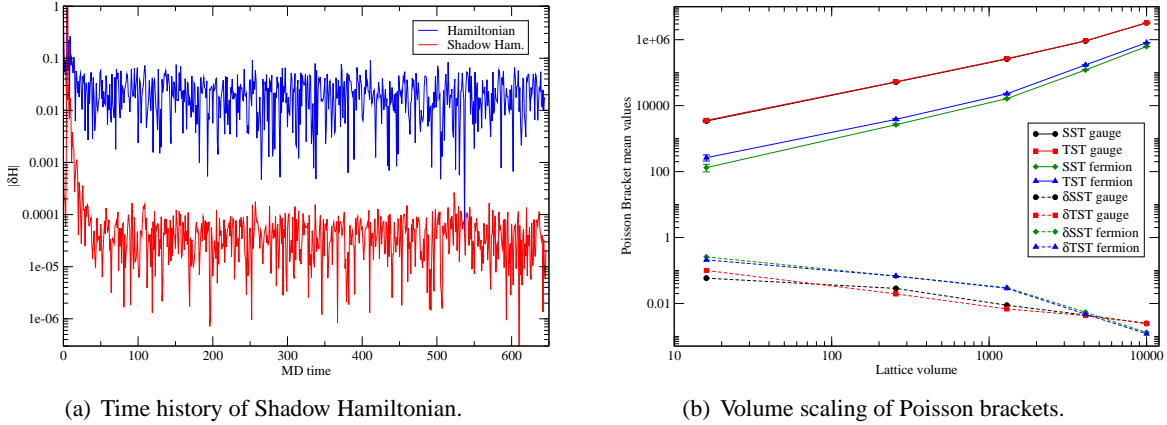 1
0.1
0.01
0.001
0.0001
1e-05
1e-06
|δH|
Hamiltonian
Shadow Ham.
0
100
200
300
400
500
600
MD time
(a) Time history of Shadow Hamiltonian.
1e+06
10000
100
1
0.01
Poisson Bracket mean values
SST gauge
TST gauge
SST fermion
TST fermion
δSST gauge
δTST gauge
δSST fermion
δTST fermion
10
100
1000
10000
Lattice volume
(b) Volume scaling of Poisson brackets.